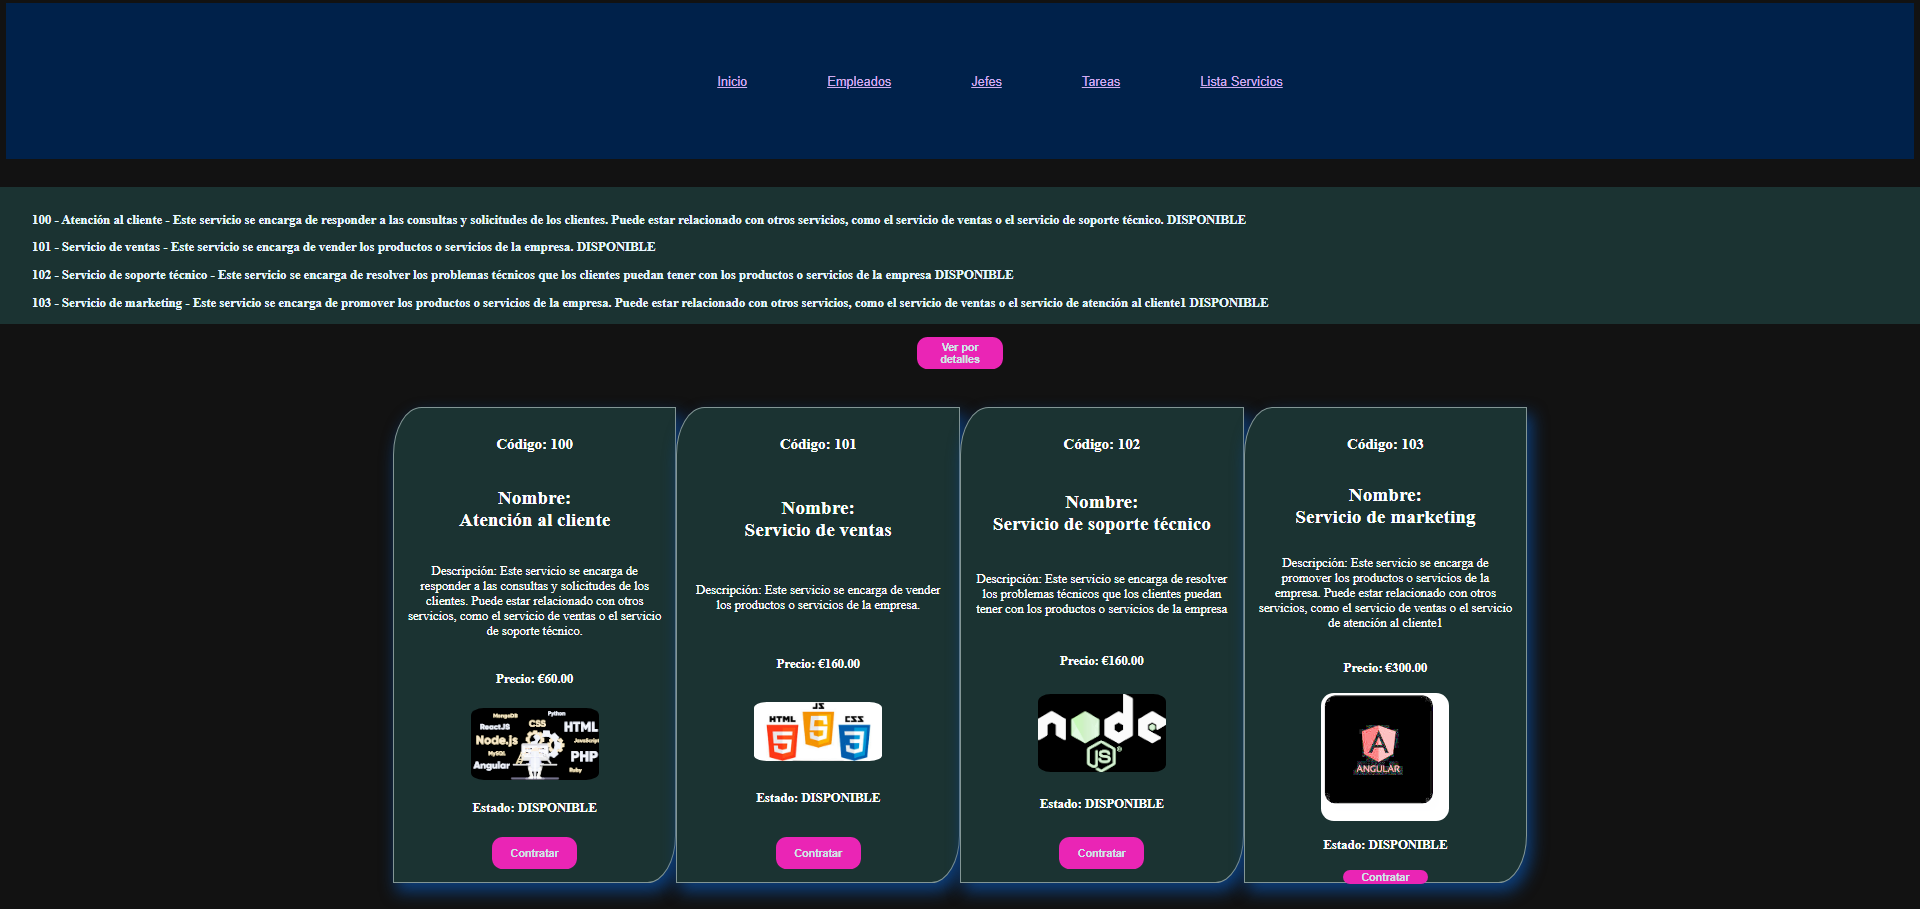 Inicio Empleados Jefes Tareas Lista Servicios
100 - Atención al cliente - Este servicio se encarga de responder a las consultas y solicitudes de los clientes. Puede estar relacionado con otros servicios, como el servicio de ventas o el servicio de soporte técnico. DISPONIBLE
101 - Servicio de ventas - Este servicio se encarga de vender los productos o servicios de la empresa. DISPONIBLE
102 - Servicio de soporte técnico - Este servicio se encarga de resolver los problemas técnicos que los clientes puedan tener con los productos o servicios de la empresa DISPONIBLE
103 - Servicio de marketing - Este servicio se encarga de promover los productos o servicios de la empresa. Puede estar relacionado con otros servicios, como el servicio de ventas o el servicio de atención al cliente1 DISPONIBLE
Ver por
detalles
Código: 100
Nombre:
Atención al cliente
Descripción: Este servicio se encarga de
responder a las consultas y solicitudes de los
clientes. Puede estar relacionado con otros
servicios, como el servicio de ventas o el servicio
de soporte técnico.
Precio: €60.00
MongoDB
Python
ReactJS
CSS
HTML
Node.js
JavaScript
MySQL
PHP
Angular
Ruby
Estado: DISPONIBLE
Contratar
Código: 101
Nombre:
Servicio de ventas
Descripción: Este servicio se encarga de vender
los productos o servicios de la empresa.
Precio: €160.00
JS
HTML
CSS
5
5
3
Estado: DISPONIBLE
Contratar
Código: 102
Nombre:
Servicio de soporte técnico
Descripción: Este servicio se encarga de resolver
los problemas técnicos que los clientes puedan
tener con los productos o servicios de la empresa
Precio: €160.00
node
JS®
Estado: DISPONIBLE
Contratar
Código: 103
Nombre:
Servicio de marketing
Descripción: Este servicio se encarga de
promover los productos o servicios de la
empresa. Puede estar relacionado con otros
servicios, como el servicio de ventas o el servicio
de atención al cliente1
Precio: €300.00
A
ANGULAR
Estado: DISPONIBLE
Contratar